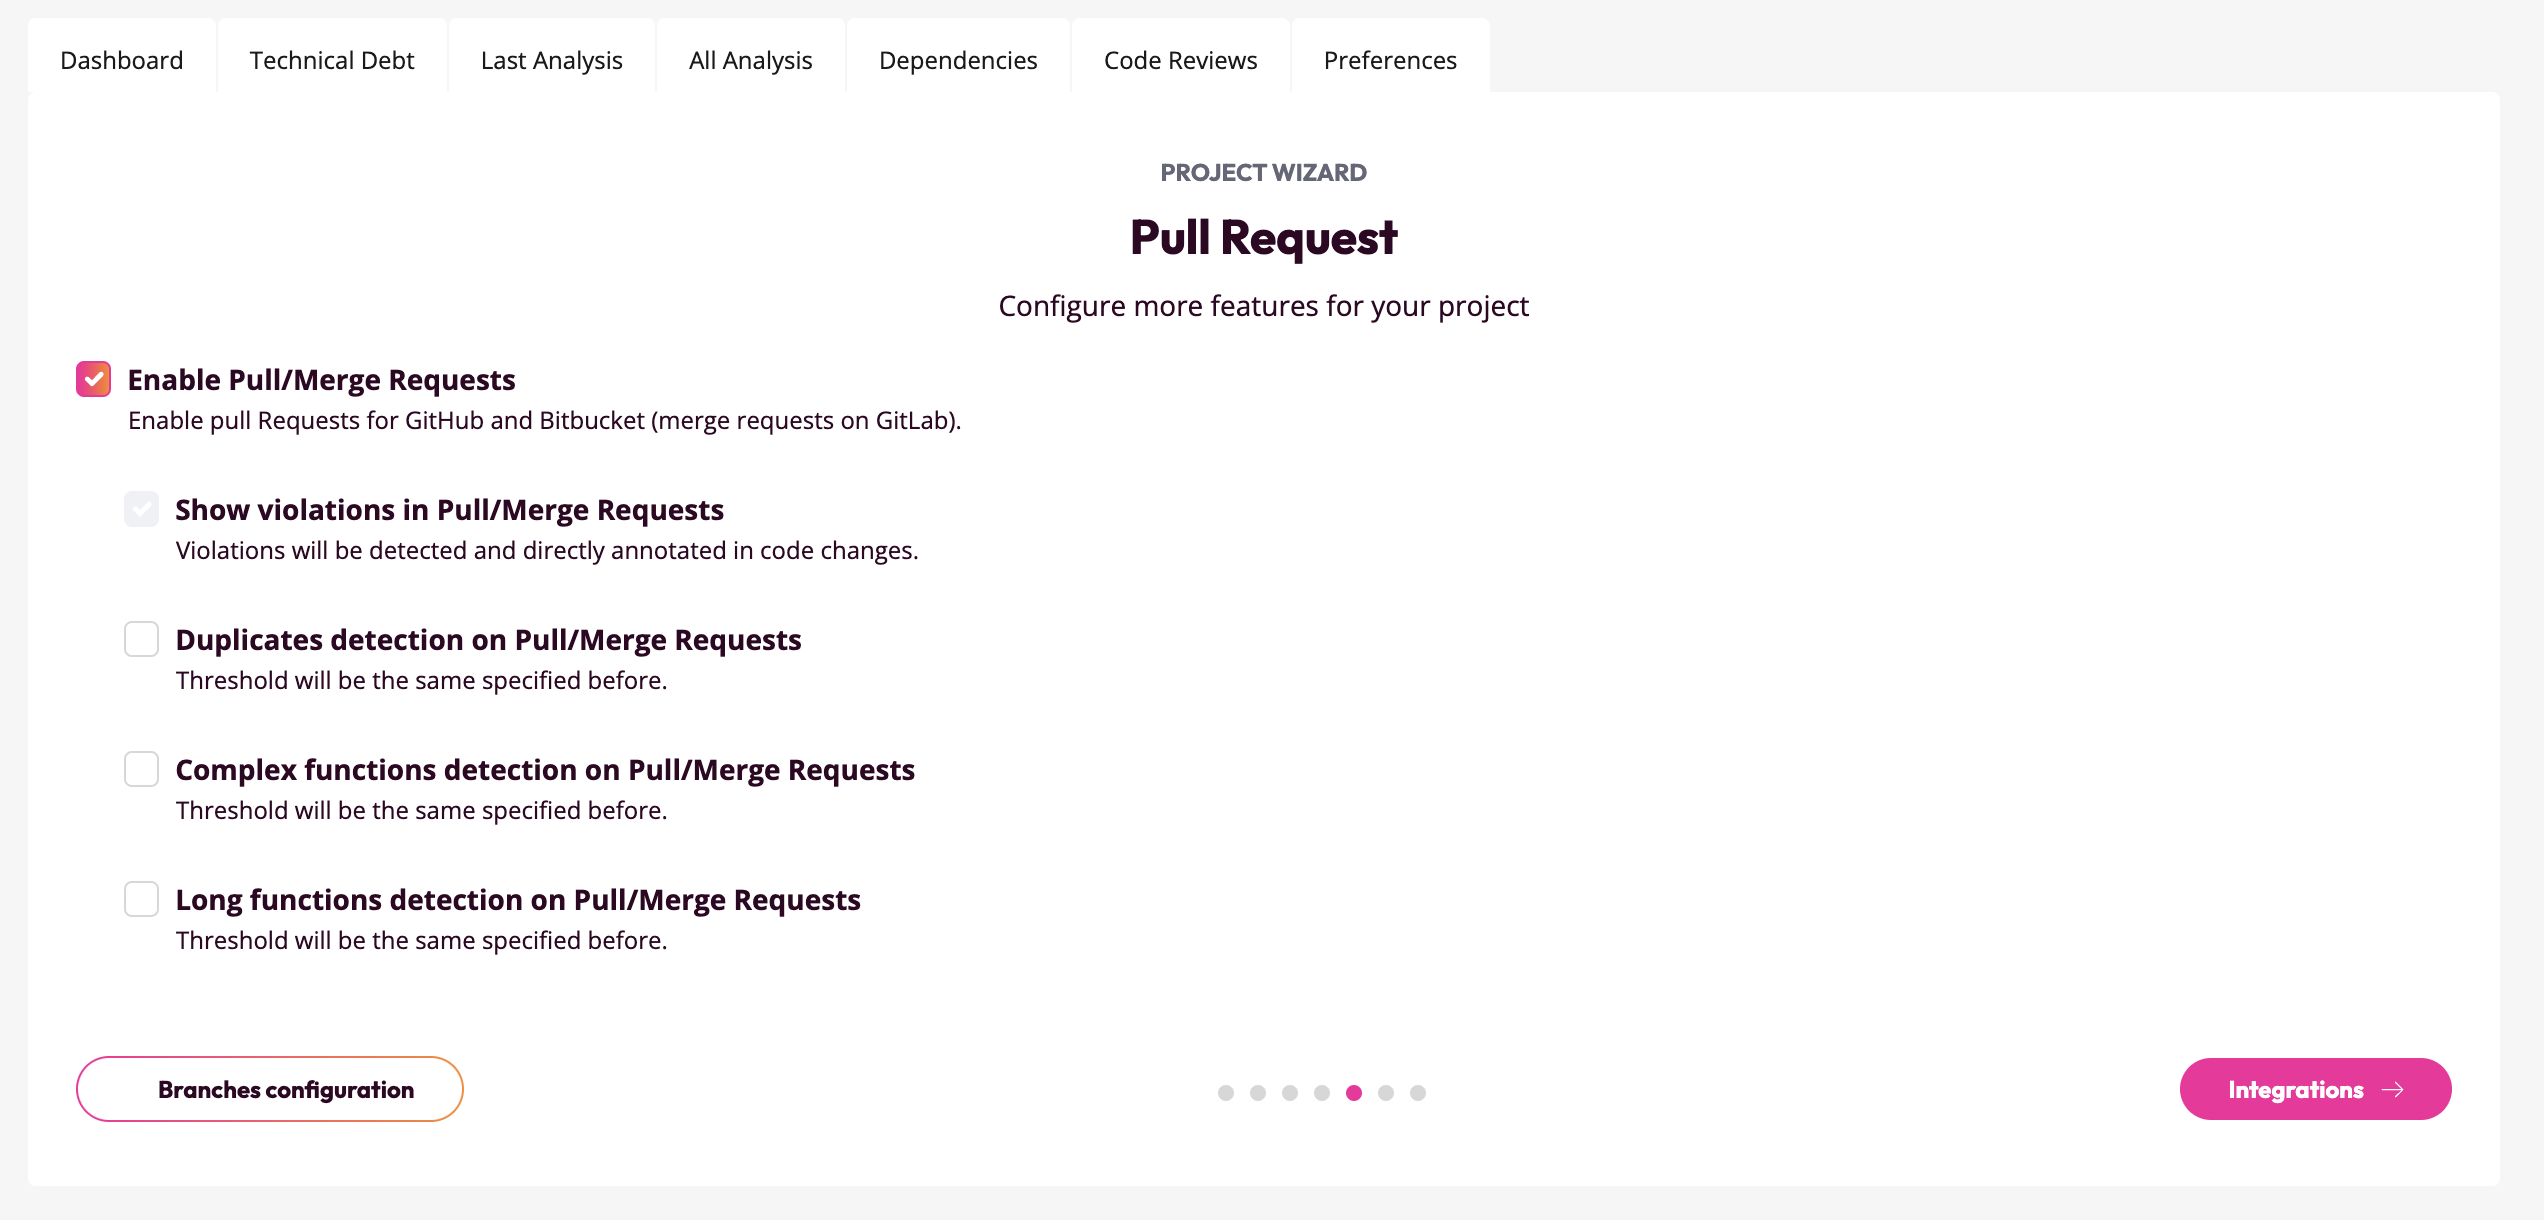 Dashboard
Technical Debt
Last Analysis
All Analysis
Dependencies
Code Reviews
Preferences
PROJECT WIZARD
Pull Request
Configure more features for your project
Enable Pull/Merge Requests
Enable pull Requests for GitHub and Bitbucket (merge requests on GitLab).
Show violations in Pull/Merge Requests
Violations will be detected and directly annotated in code changes.
Duplicates detection on Pull/Merge Requests
Threshold will be the same specified before.
Complex functions detection on Pull/Merge Requests
Threshold will be the same specified before.
Long functions detection on Pull/Merge Requests
Threshold will be the same specified before.
Branches configuration
Integrations